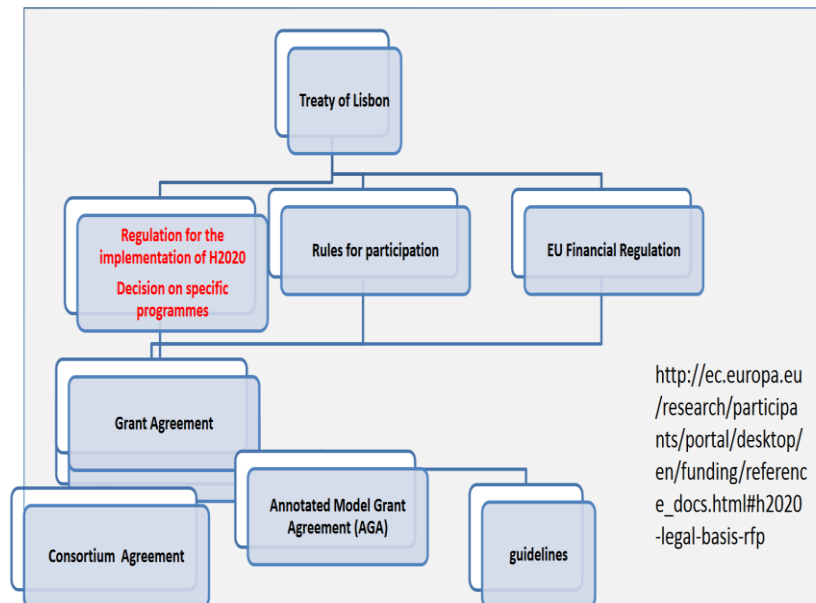 Treaty of Lisbon
Regulation for the
implementation of H2020
Decision on specific
programmes
Rules for participation
EU Financial Regulation
Grant Agreement
Annotated Model Grant
Agreement (AGA)
Consortium Agreement
guidelines
http://ec.europa.eu
/research/participa
nts/portal/desktop/
en/funding/referenc
e_docs.html#h2020
-legal-basis-rfp